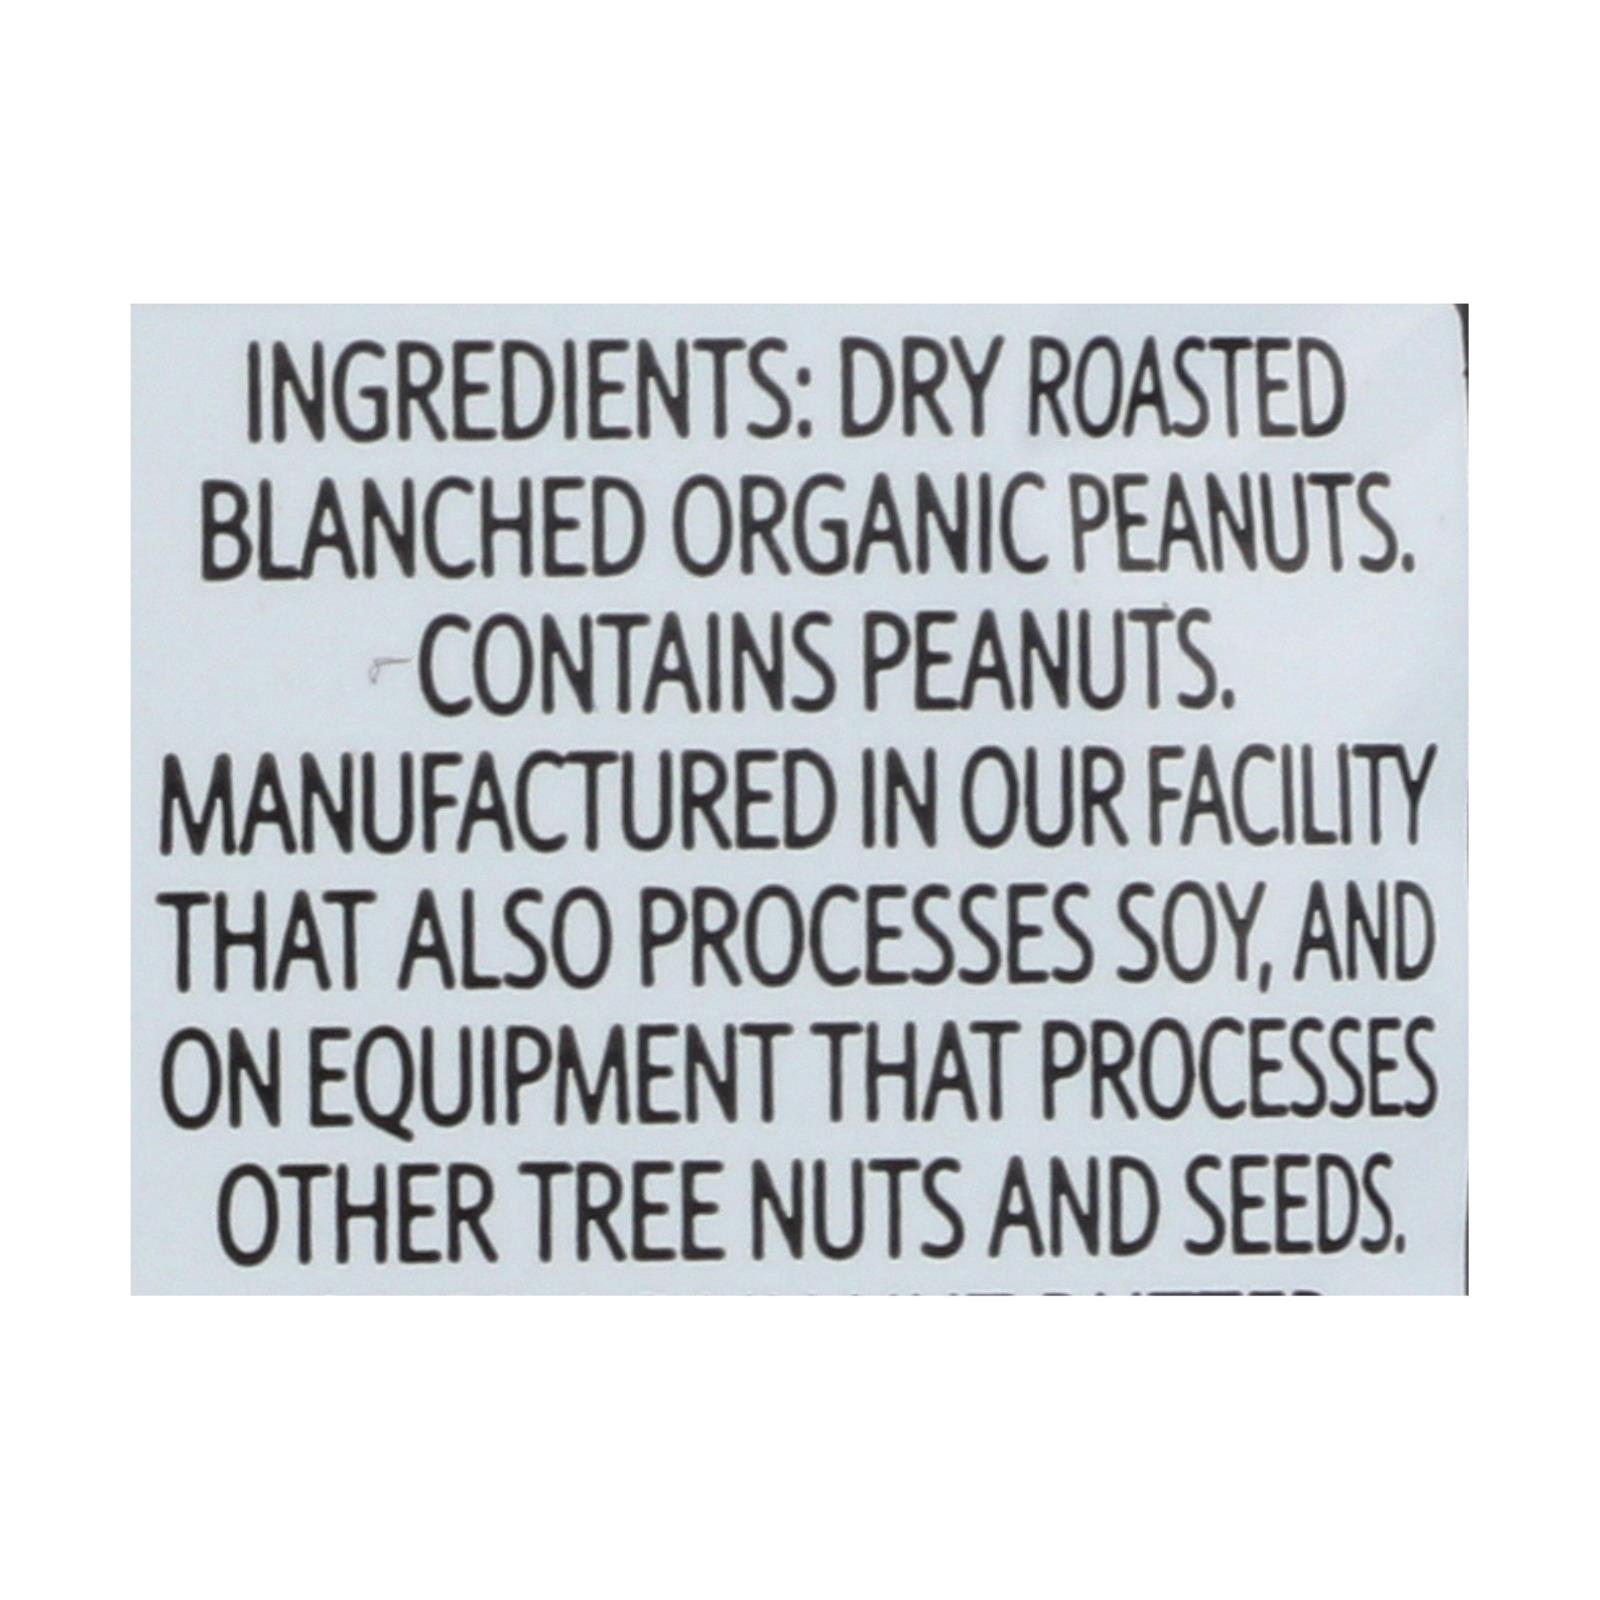 INGREDIENTS: DRY ROASTED
BLANCHED ORGANIC PEANUTS.
CONTAINS PEANUTS.
MANUFACTURED IN OUR FACILITY
THAT ALSO PROCESSES SOY, AND
ON EQUIPMENT THAT PROCESSES
OTHER TREE NUTS AND SEEDS.